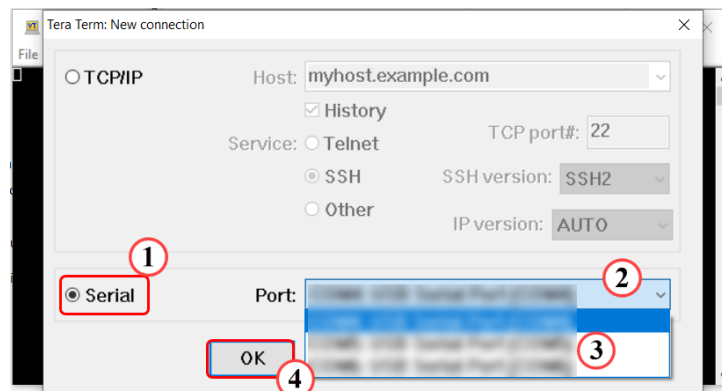 Tera Term: New connection
File
TCP/IP
Host: myhost.example.com
History
Service: Telnet
TCP port#: 22
SSH
SSH version: SSH2
Other
IP version: AUTO
1
2
Serial
Port:
3
OK
4